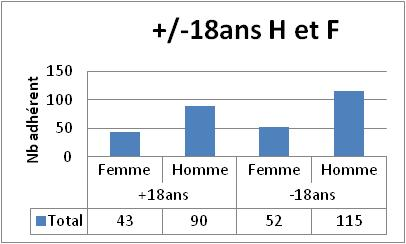 +/-18ans H et F
Nb adhérent
150
100
50
0
Femme Homme Femme Homme
+18ans -18ans
Total 43 90 52 115